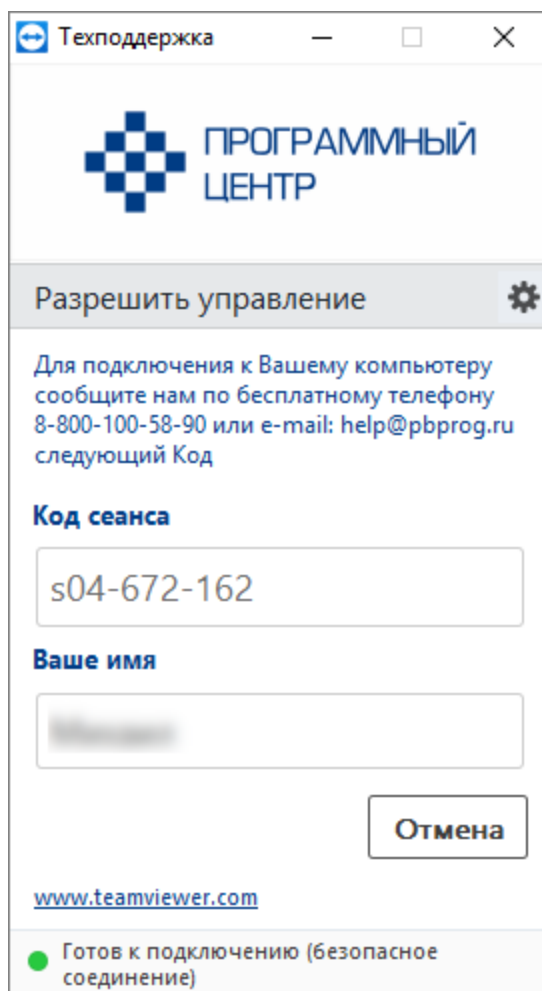 Техподдержка
ПРОГРАММНЫЙ
ЦЕНТР
Разрешить управление
Для подключения к Вашему компьютеру
сообщите нам по бесплатному телефону
8-800-100-58-90 или e-mail: help@pbprog.ru
следующий Код
Код сеанса
s04-672-162
Ваше имя
Отмена
www.teamviewer.com
Готов к подключению (безопасное
соединение)